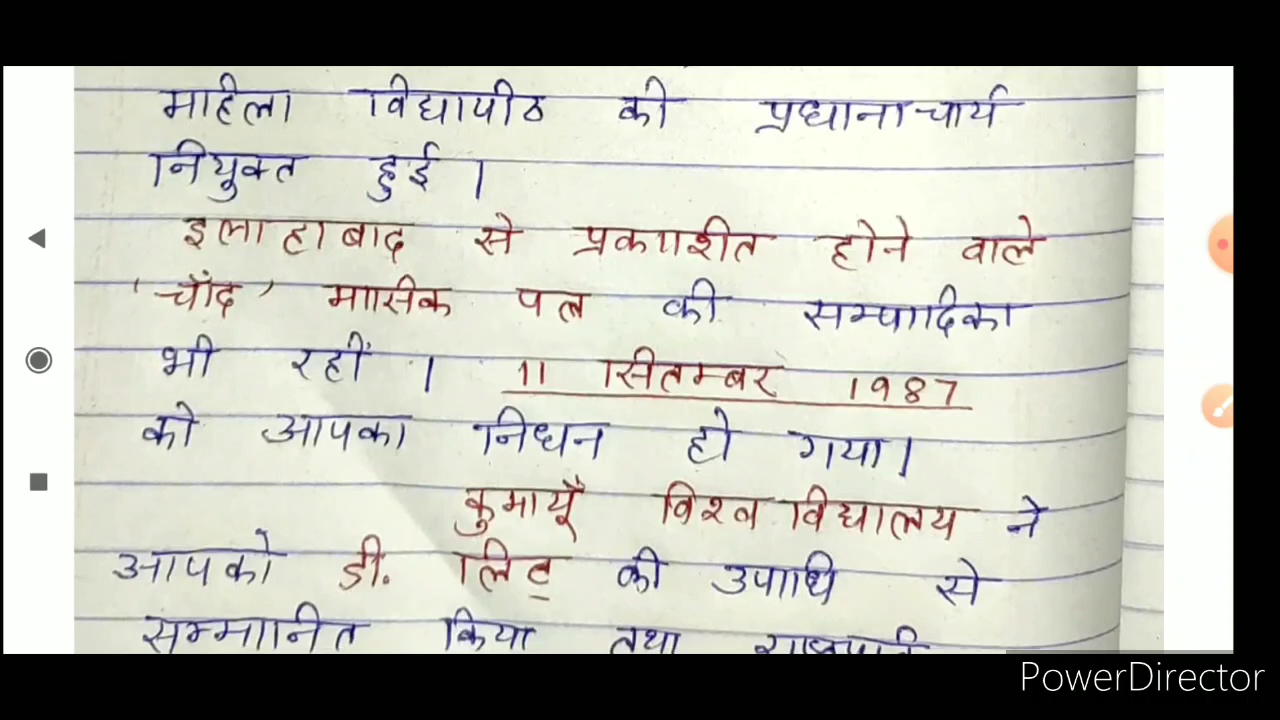 महिला विद्यापीठ की प्रधानाचार्य
नियुक्त हुई।
इलाहाबाद से प्रकाशीत होने वाले
'चाँद' मासिक पत्र की सम्पादिका
भी रहीं। 11 सितम्बर 1987
को आपका निधन हो गया।
कुमायूँ विश्वविद्यालय ने
आपको डी. लिट् की उपाधि से
सम्मानित किया तथा
PowerDirector